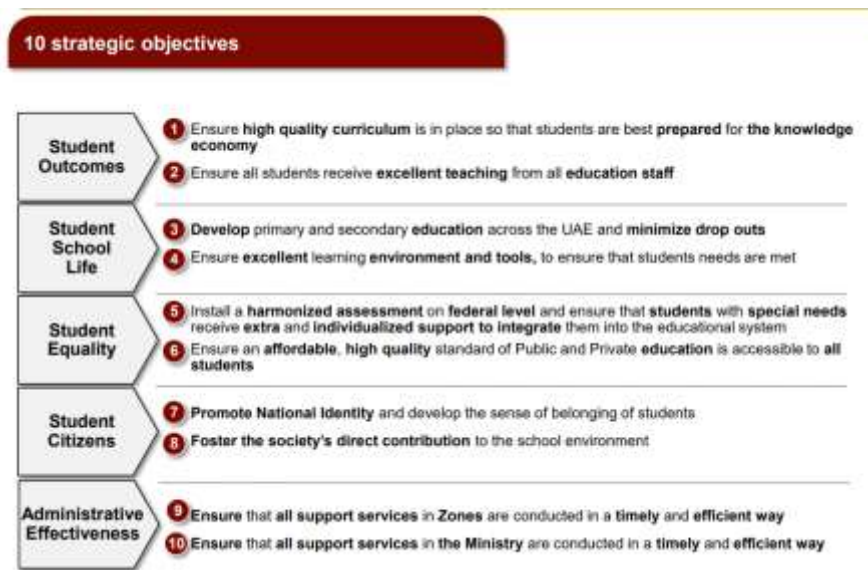 10 strategic objectives
Student
Outcomes
1 Ensure high quality curriculum is in place so that students are best prepared for the knowledge
economy
2 Ensure all students receive excellent teaching from all education staff
Student
School
Life
3 Develop primary and secondary education across the UAE and minimize drop outs
4 Ensure excellent learning environment and tools, to ensure that students needs are met
Student
Equality
5 Install a harmonized assessment on federal level and ensure that students with special needs
receive extra and individualized support to integrate them into the educational system
6 Ensure an affordable, high quality standard of Public and Private education is accessible to all
students
Student
Citizens
7 Promote National Identity and develop the sense of belonging of students
8 Foster the society's direct contribution to the school environment
Administrative
Effectiveness
9 Ensure that all support services in Zones are conducted in a timely and efficient way
10 Ensure that all support services in the Ministry are conducted in a timely and efficient way